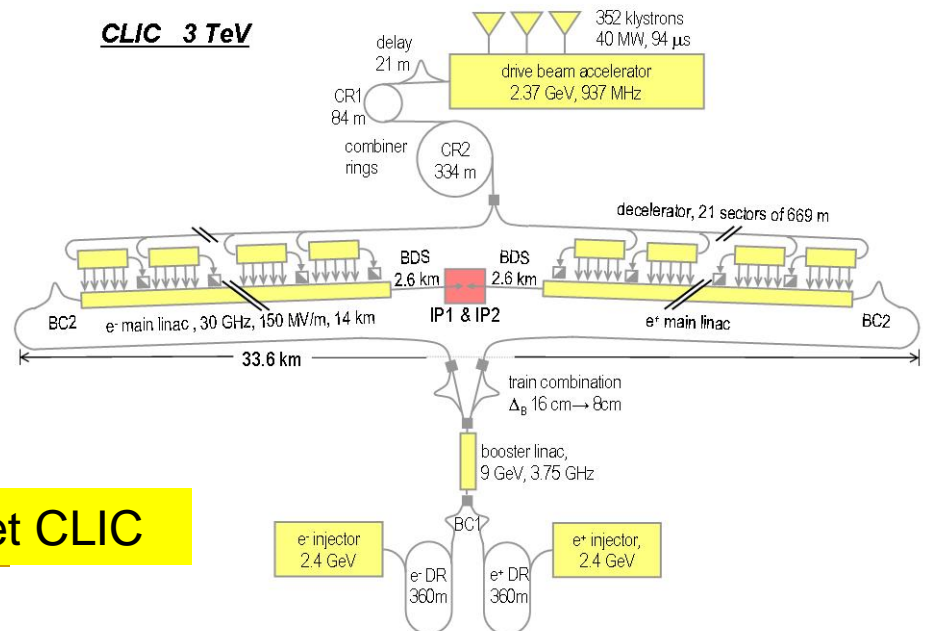 CLIC 3 TeV
352 klystrons
40 MW, 94 μs
delay
21 m
drive beam accelerator
2.37 GeV, 937 MHz
CR1
84 m
combiner
rings
CR2
334 m
decelerator, 21 sectors of 669 m
BDS
2.6 km
BDS
2.6 km
IP1 & IP2
BC2
e- main linac , 30 GHz, 150 MV/m, 14 km
e+ main linac
BC2
33.6 km
train combination
ΔB 16 cm→ 8cm
booster linac,
9 GeV, 3.75 GHz
et CLIC
BC1
e- injector
2.4 GeV
e+ injector,
2.4 GeV
e- DR
360m
e+ DR
360m